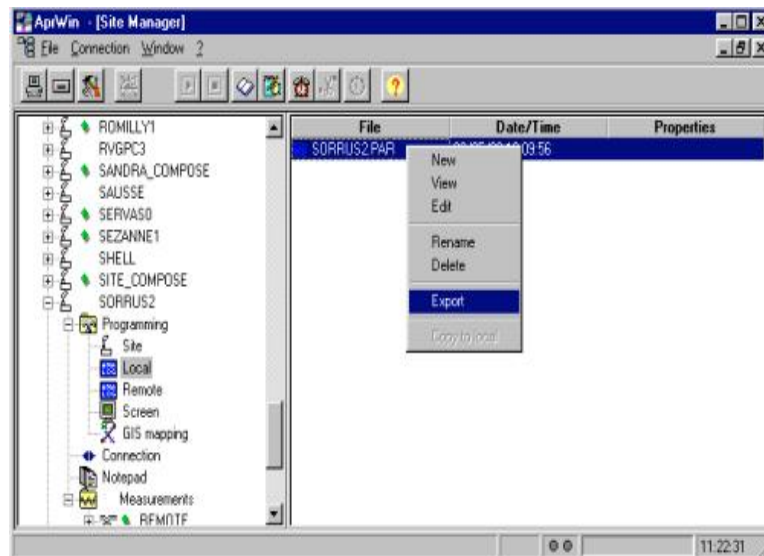 AprWin - [Site Manager]
File Connection Window ?
ROMILLY1
RVGPC3
SANDRA_COMPOSE
SAUSSE
SERVAS0
SEZANNE1
SHELL
SITE_COMPOSE
SORRUS2
Programming
Site
Local
Remote
Screen
GIS mapping
Connection
Notepad
Measurements
REMOTE
File Date/Time Properties
SORRUS2.PAR 09:56
New
View
Edit
Rename
Delete
Export
Copy to local
11:22:31